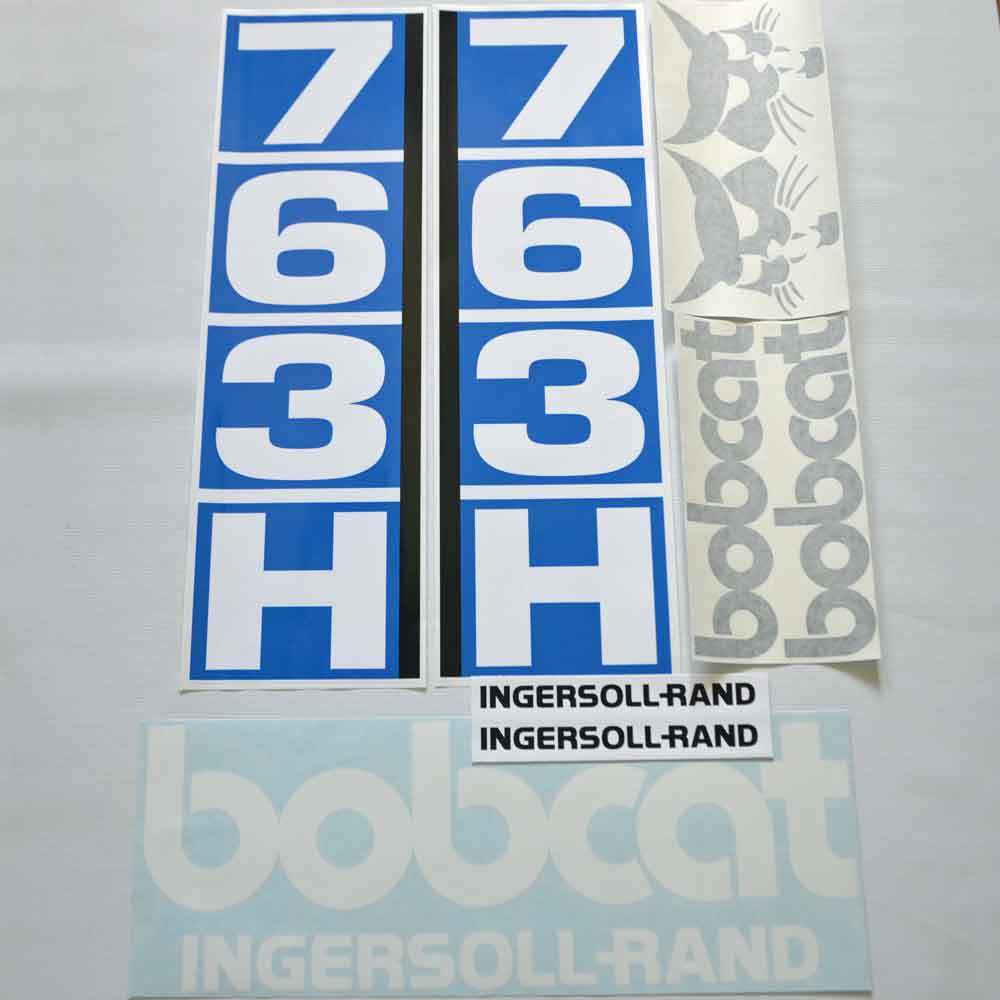 7
6
3
H
7
6
3
H
bobcat
bobcat
INGERSOLL-RAND
INGERSOLL-RAND
bobcat
INGERSOLL-RAND